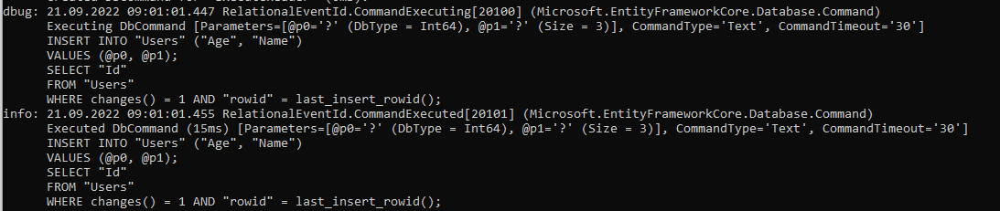 dbug: 21.09.2022 09:01:01.447 RelationalEventId.CommandExecuting[20100] (Microsoft.EntityFrameworkCore.Database.Command)
Executing DbCommand [Parameters=[@p0='?' (DbType = Int64), @p1='?' (Size = 3)], CommandType='Text', CommandTimeout='30']
INSERT INTO "Users" ("Age", "Name")
VALUES (@p0, @p1);
SELECT "Id"
FROM "Users"
WHERE changes() = 1 AND "rowid" = last_insert_rowid();
info: 21.09.2022 09:01:01.455 RelationalEventId.CommandExecuted[20101] (Microsoft.EntityFrameworkCore.Database.Command)
Executed DbCommand (15ms) [Parameters=[@p0='?' (DbType = Int64), @p1='?' (Size = 3)], CommandType='Text', CommandTimeout='30']
INSERT INTO "Users" ("Age", "Name")
VALUES (@p0, @p1);
SELECT "Id"
FROM "Users"
WHERE changes() = 1 AND "rowid" = last_insert_rowid();